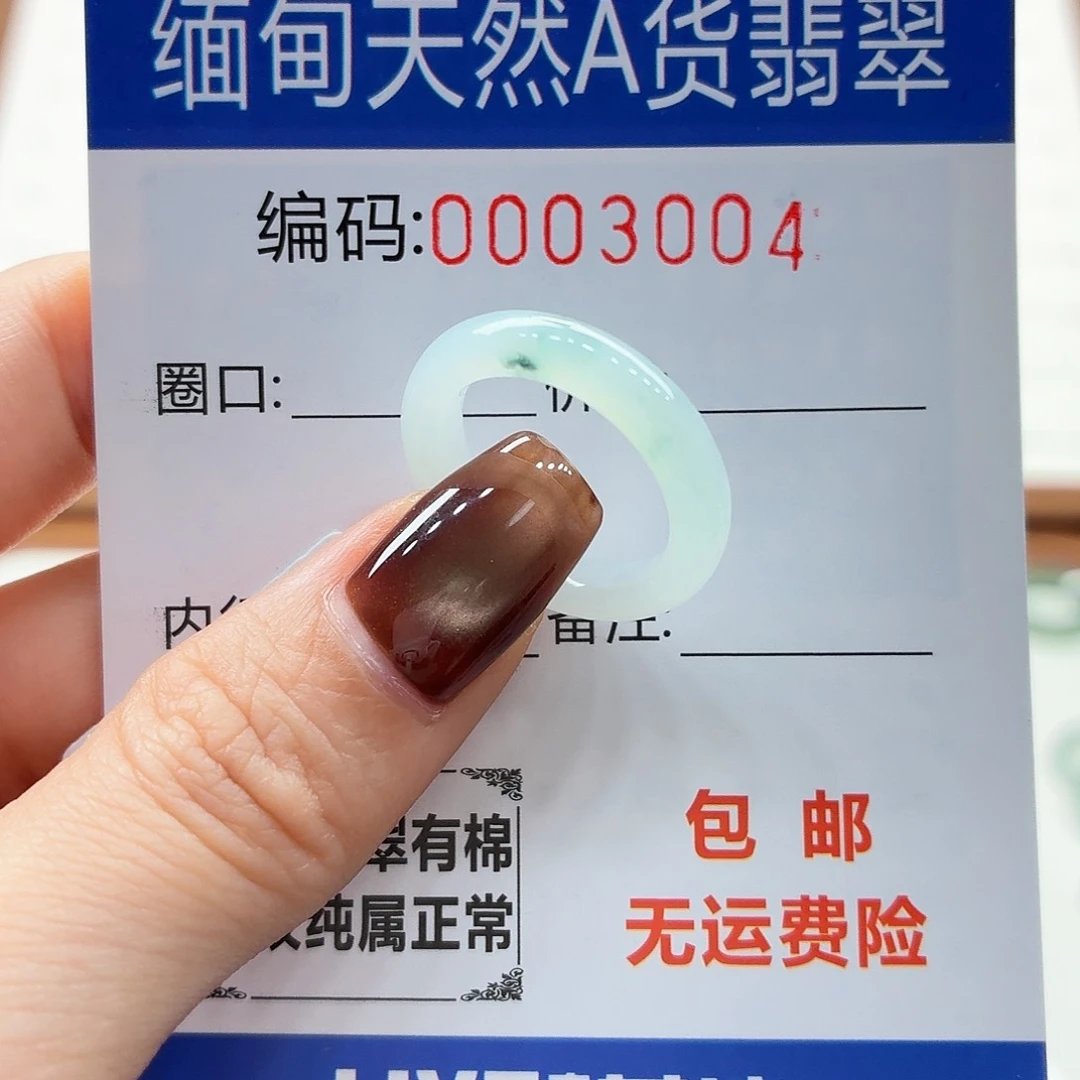 缅甸天然A货翡翠
编码:0003004
圈口:
内 备注:
翠有棉
纯属正常
包 邮
无运费险